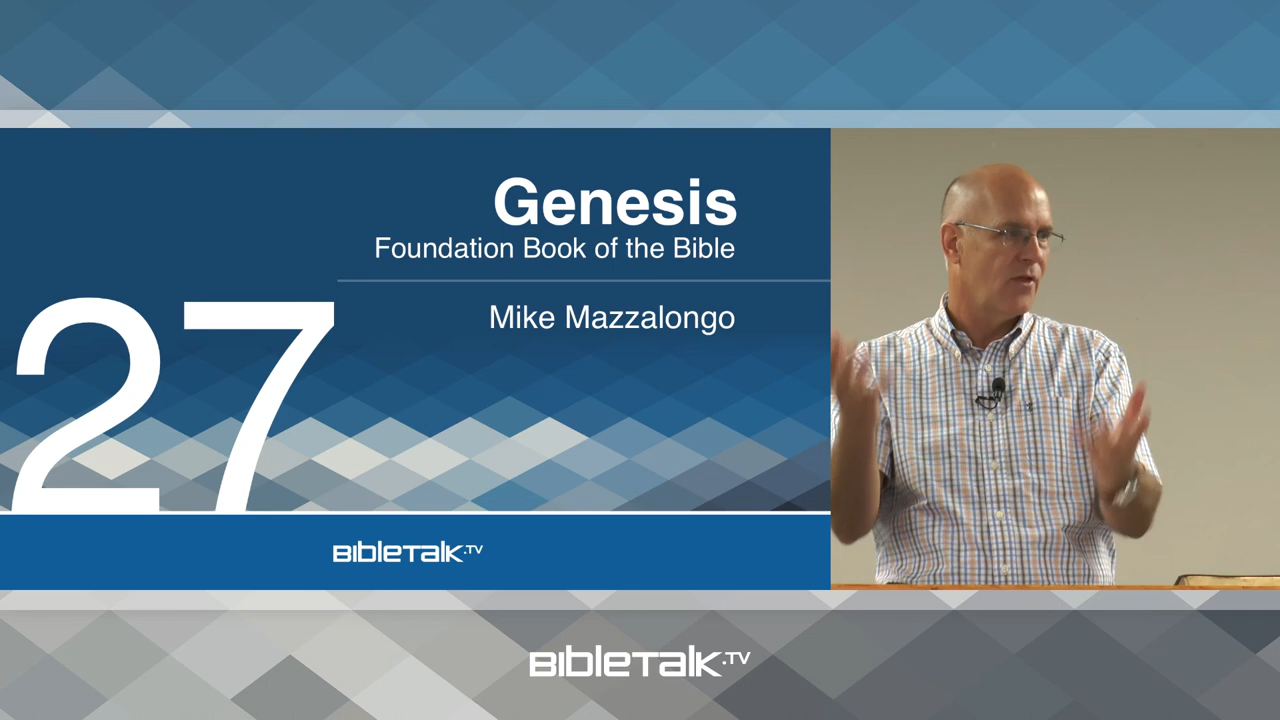 Genesis
Foundation Book of the Bible
Mike Mazzalongo
27
BIBLETALK.TV
BIBLETALK.TV